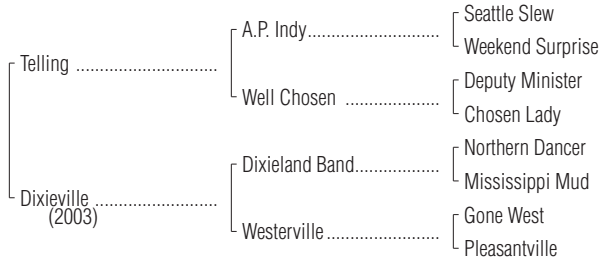 Seattle Slew
A.P. Indy......................
Weekend Surprise
Telling ........................
Deputy Minister
Well Chosen ................
Chosen Lady
Northern Dancer
Dixieland Band..............
Mississippi Mud
Dixieville .....................
(2003)
Gone West
Westerville ...................
Pleasantville